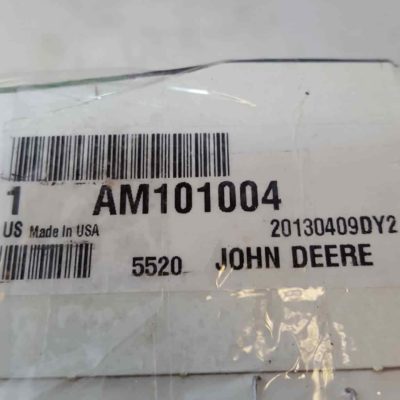 1 AM101004
US Made In USA 20130409DY2
5520 JOHN DEERE